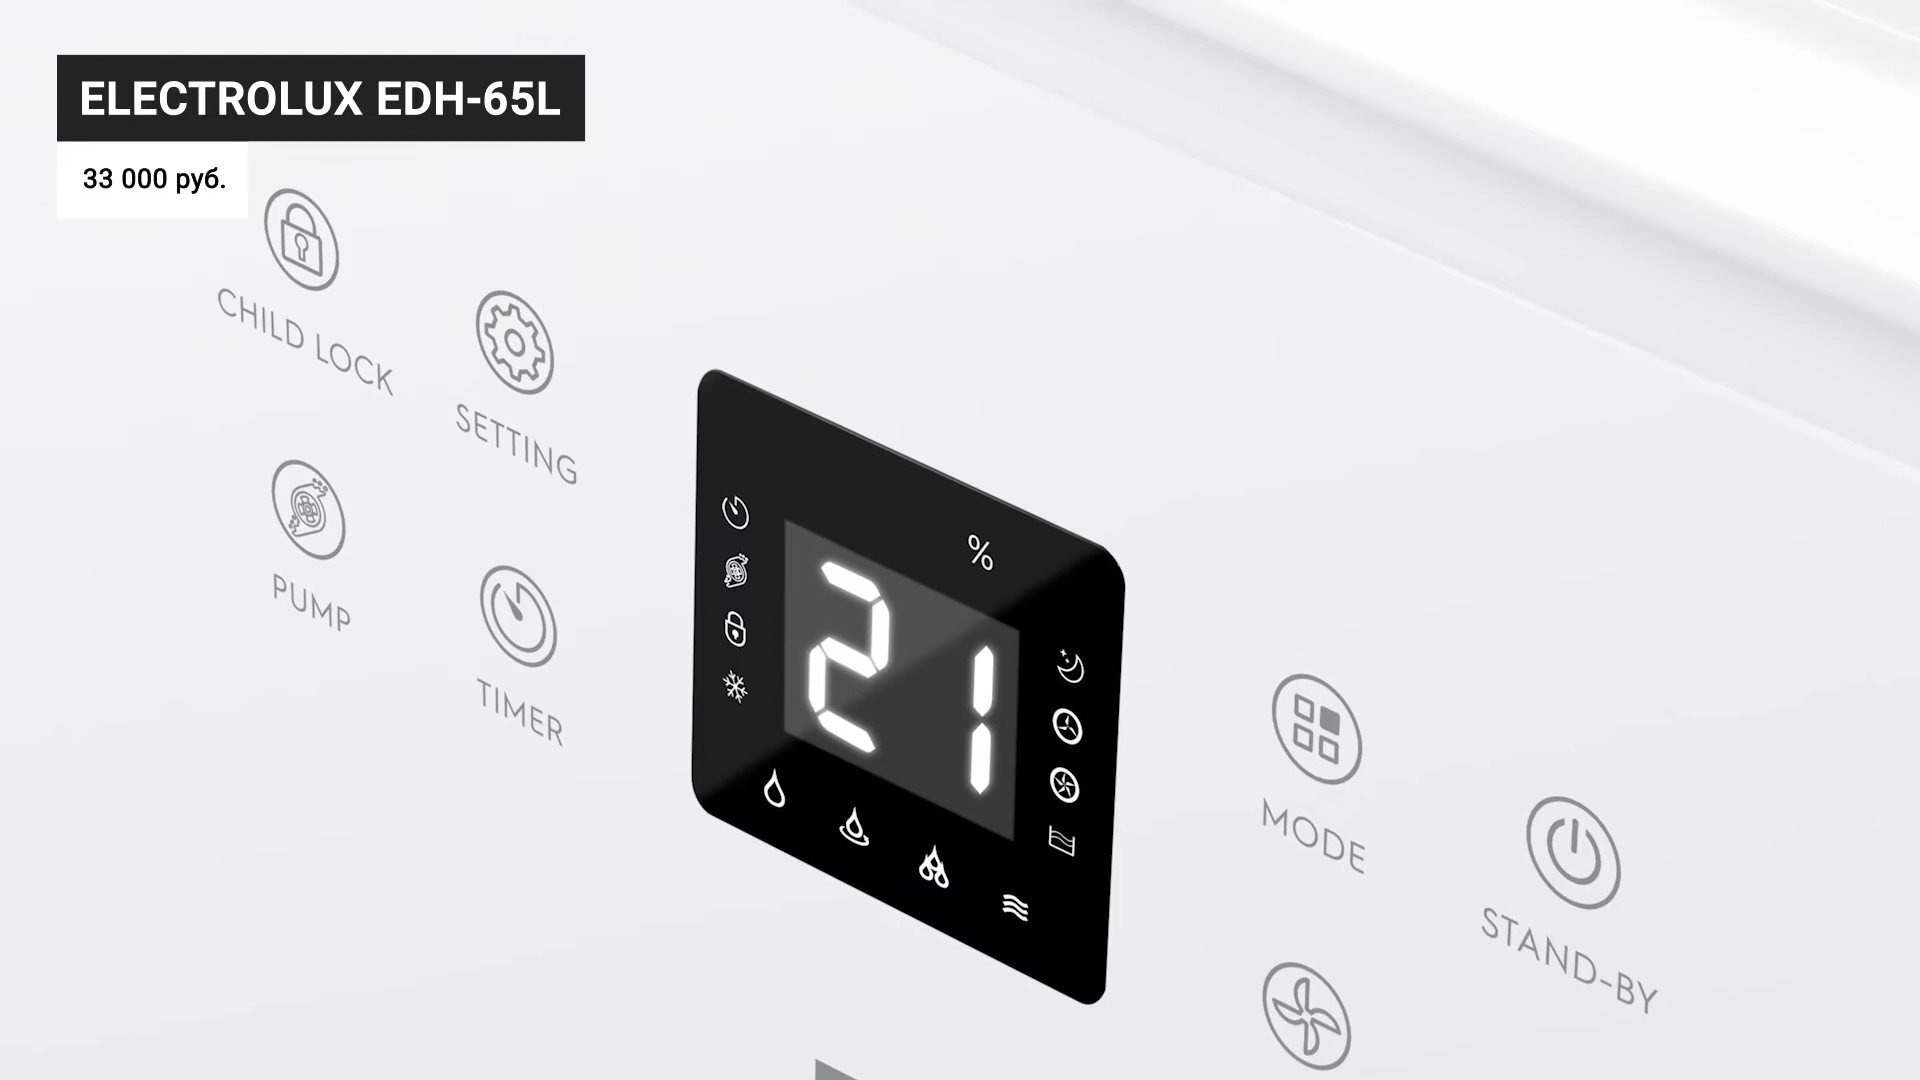 ELECTROLUX EDH-65L
33 000 руб.
CHILD LOCK
SETTING
PUMP
TIMER
%
21
MODE
STAND-BY